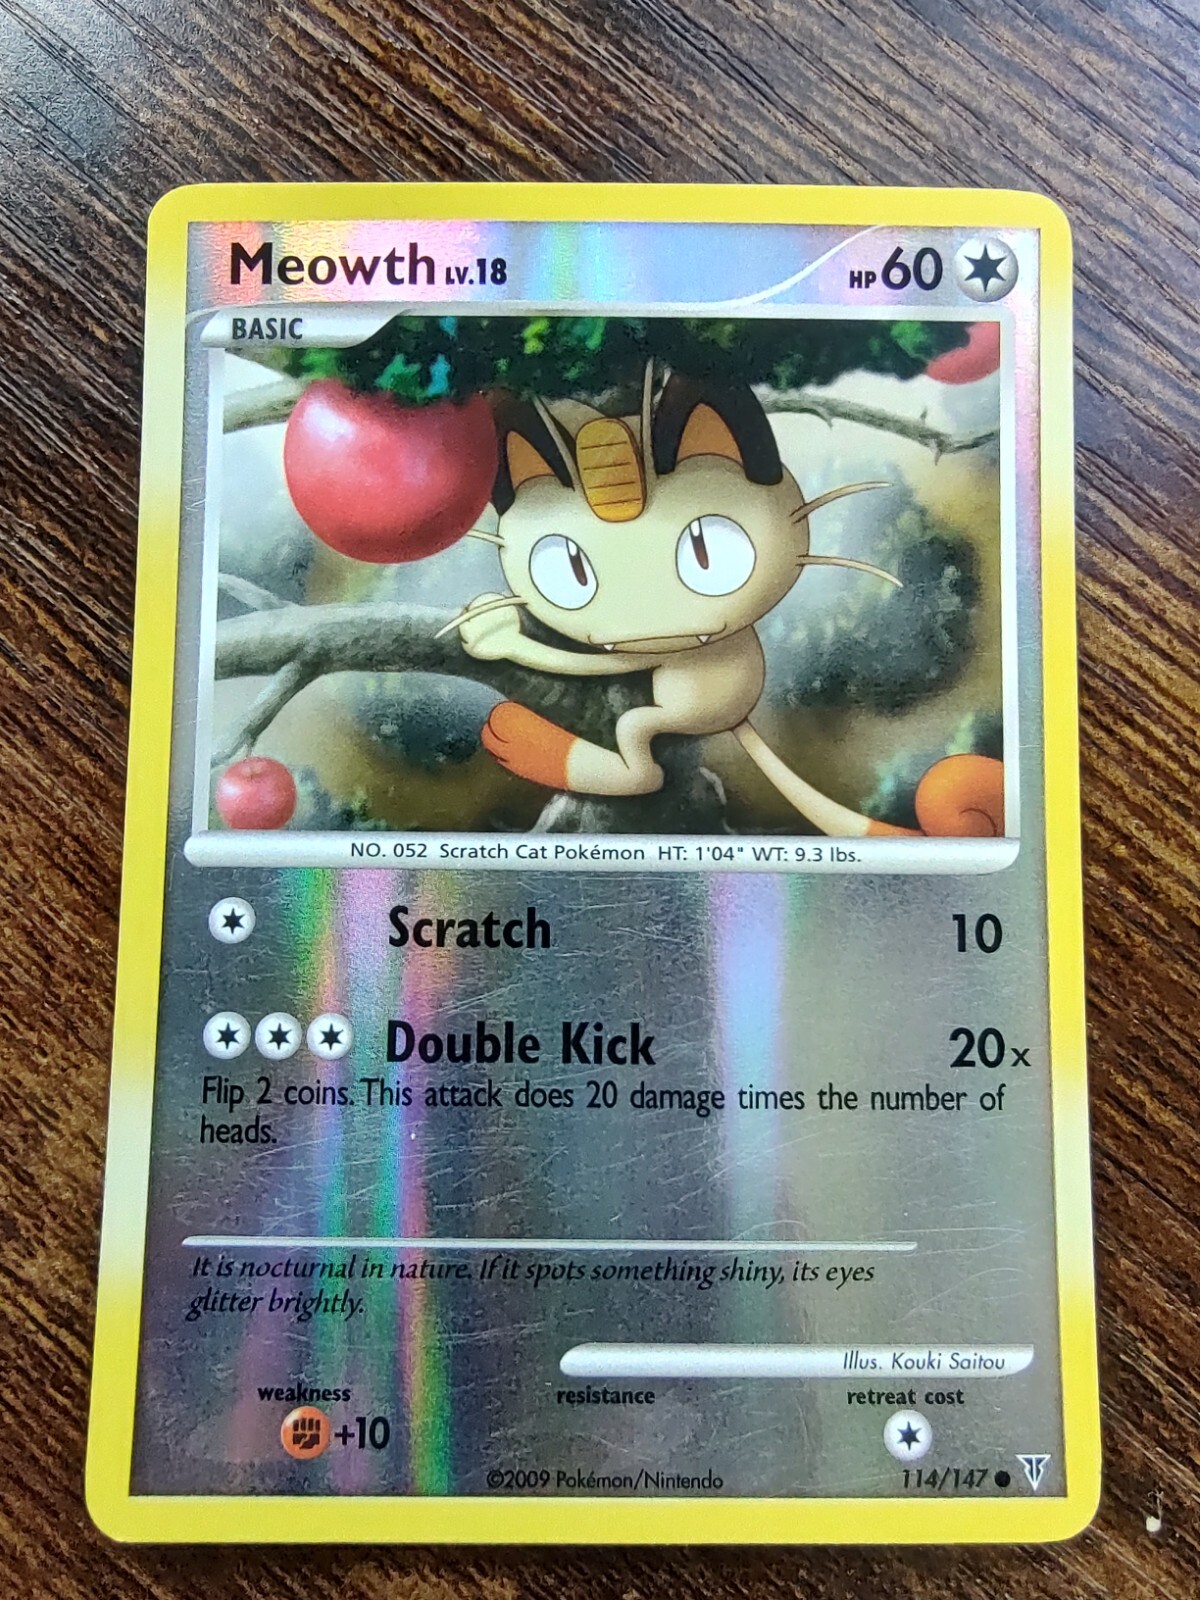 Meowth LV.18 HP 60
BASIC
NO. 052 Scratch Cat Pokémon HT: 1'04" WT: 9.3 lbs.
Scratch 10
Double Kick 20x
Flip 2 coins. This attack does 20 damage times the number of
heads.
It is nocturnal in nature. If it spots something shiny, its eyes
glitter brightly.
Illus. Kouki Saitou
weakness resistance retreat cost
+10
©2009 Pokémon/Nintendo 114/147